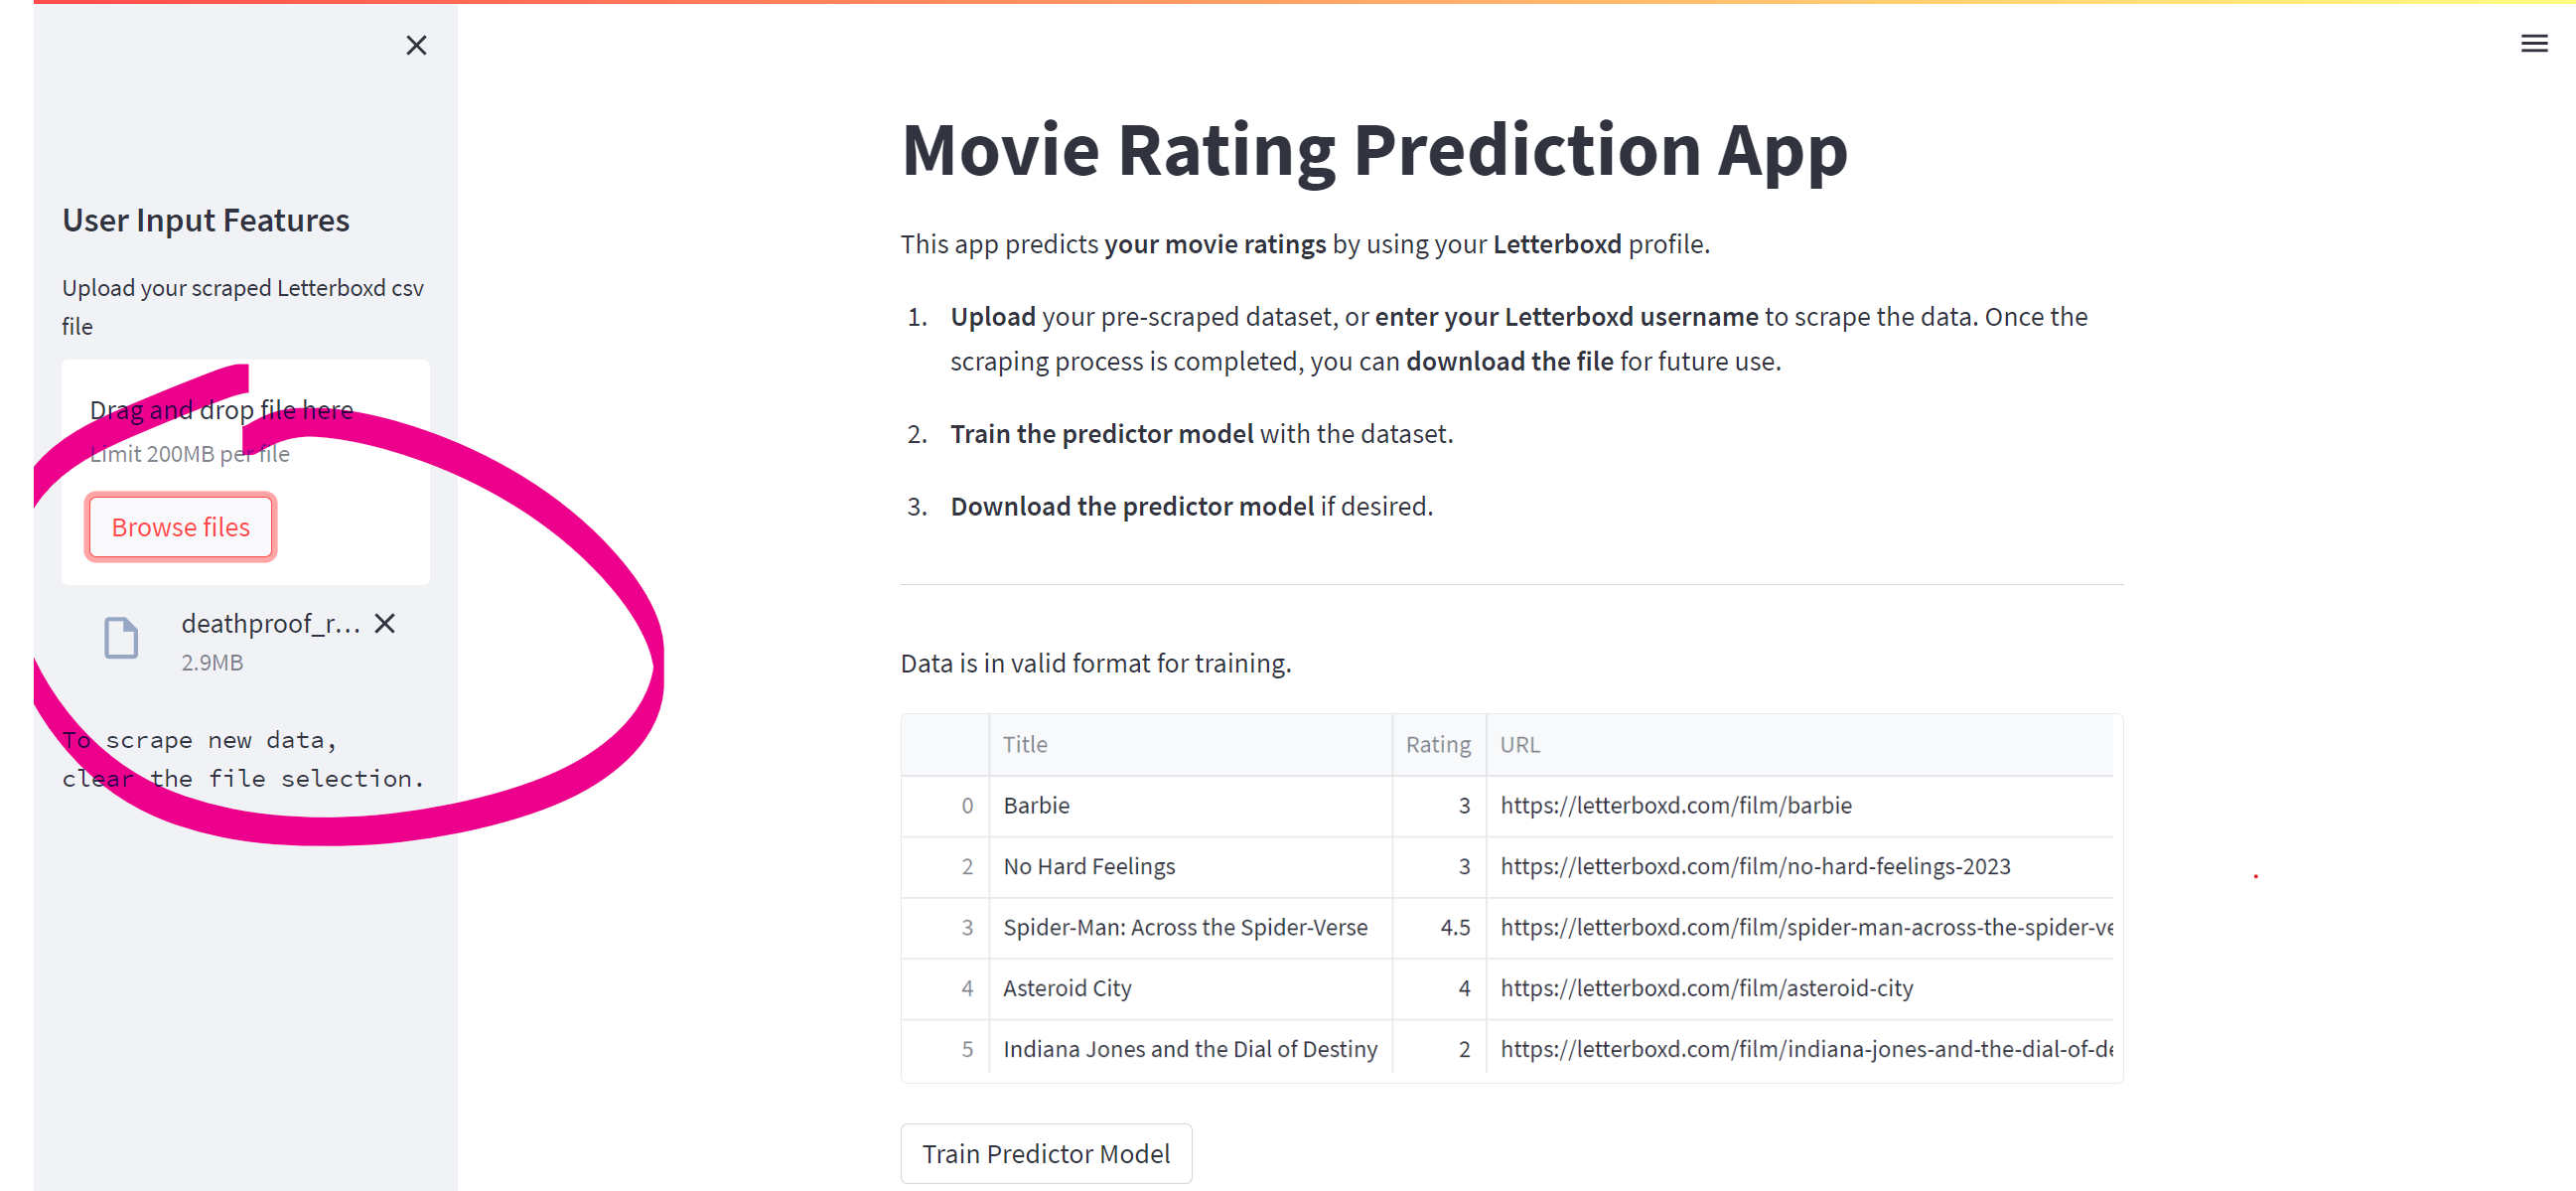 User Input Features
Upload your scraped Letterboxd csv
file
Drag and drop file here
Limit 200MB per file
Browse files
deathproof_r...
2.9MB
To scrape new data,
clear the file selection.
Movie Rating Prediction App
This app predicts your movie ratings by using your Letterboxd profile.
1. Upload your pre-scraped dataset, or enter your Letterboxd username to scrape the data. Once the
scraping process is completed, you can download the file for future use.
2. Train the predictor model with the dataset.
3. Download the predictor model if desired.
Data is in valid format for training.
Title Rating URL
0 Barbie 3 https://letterboxd.com/film/barbie
2 No Hard Feelings 3 https://letterboxd.com/film/no-hard-feelings-2023
3 Spider-Man: Across the Spider-Verse 4.5 https://letterboxd.com/film/spider-man-across-the-spider-ve
4 Asteroid City 4 https://letterboxd.com/film/asteroid-city
5 Indiana Jones and the Dial of Destiny 2 https://letterboxd.com/film/indiana-jones-and-the-dial-of-de
Train Predictor Model